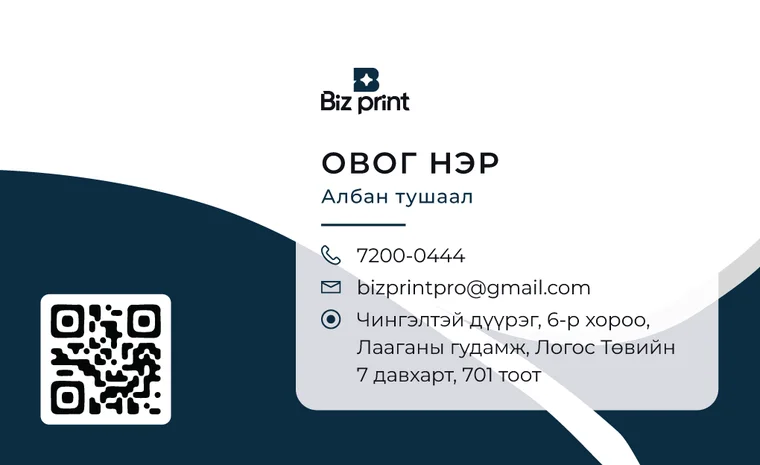 Biz print
ОВОГ НЭР
Албан тушаал
7200-0444
bizprintpro@gmail.com
Чингэлтэй дүүрэг, 6-р хороо,
Лааганы гудамж, Логос Төвийн
7 давхарт, 701 тоот